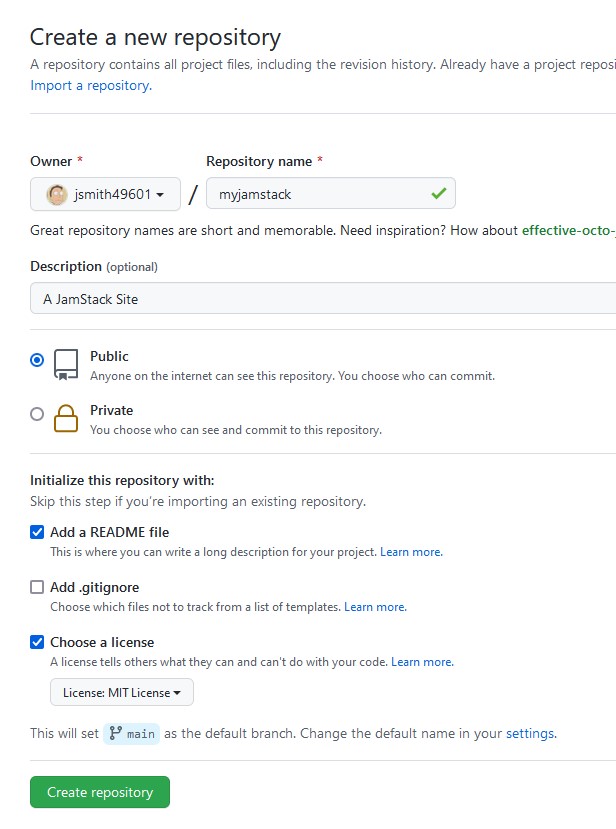 Create a new repository
A repository contains all project files, including the revision history. Already have a project
Import a repository.
Owner * Repository name *
jsmith49601 / myjamstack
Great repository names are short and memorable. Need inspiration? How about effective-octo-
Description (optional)
A JamStack Site
Public
Anyone on the internet can see this repository. You choose who can commit.
Private
You choose who can see and commit to this repository.
Initialize this repository with:
Skip this step if you're importing an existing repository.
Add a README file
This is where you can write a long description for your project. Learn more.
Add .gitignore
Choose which files not to track from a list of templates. Learn more.
Choose a license
A license tells others what they can and can't do with your code. Learn more.
License: MIT License
This will set main as the default branch. Change the default name in your settings.
Create repository